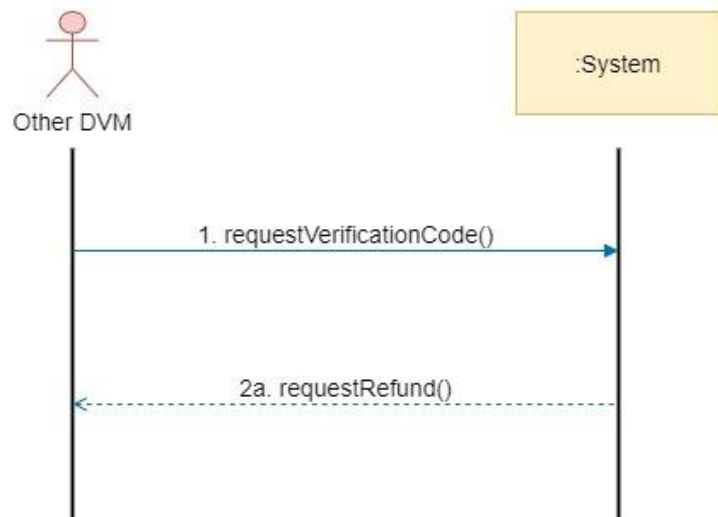 :System
Other DVM
1. requestVerificationCode()
2a. requestRefund()